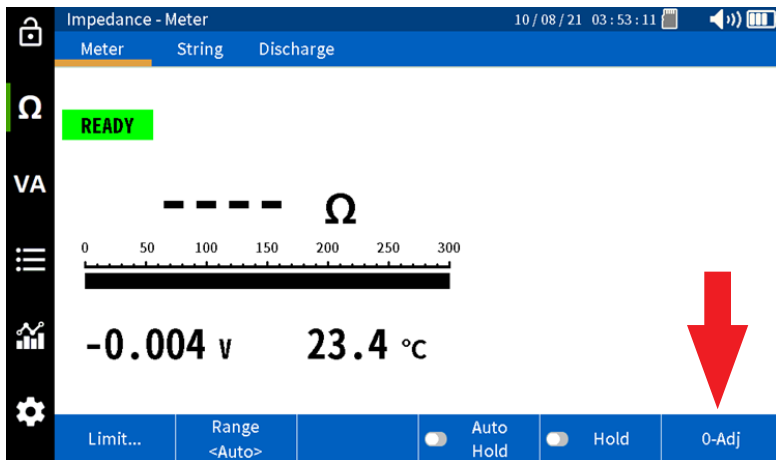 Impedance - Meter 10/08/21 03:53:11
Meter String Discharge
Ω
READY
VA
---- Ω
0 50 100 150 200 250 300
-0.004 V 23.4 °C
Limit... Range <Auto> Auto Hold Hold 0-Adj